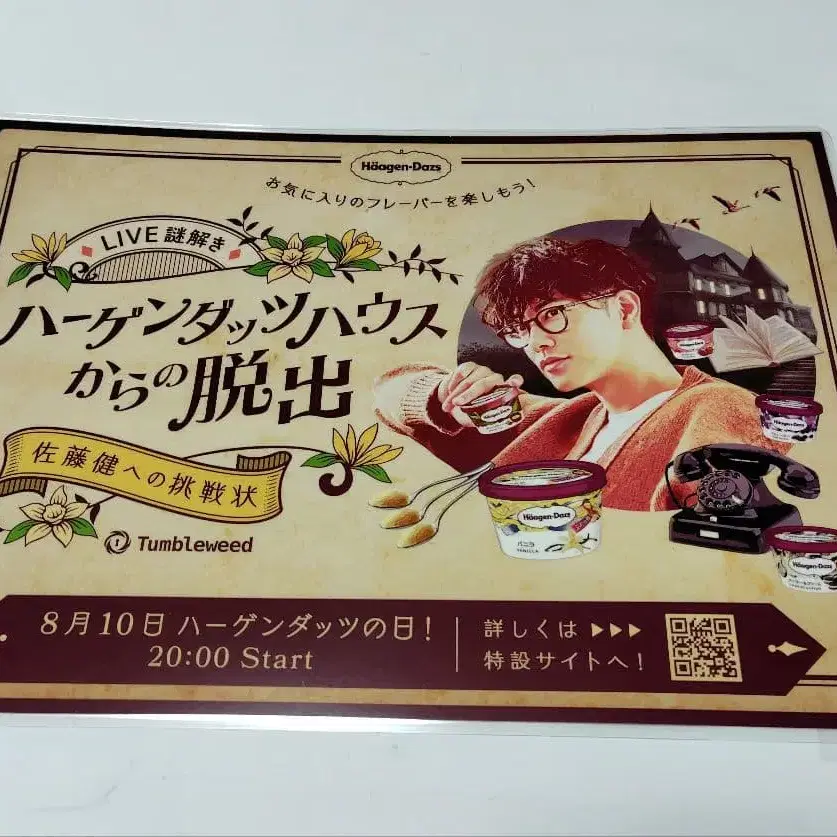 Häagen-Dazs
お気に入りのフレーバーを楽しもう!
LIVE謎解き
ハーゲンダッツハウス
からの脱出
佐藤健への挑戦状
Tumbleweed
Häagen-Dazs
バニラ
VANILLA
8月10日 ハーゲンダッツの日!
20:00 Start
詳しくは ▶▶▶
特設サイトへ!
Häagen-Dazs